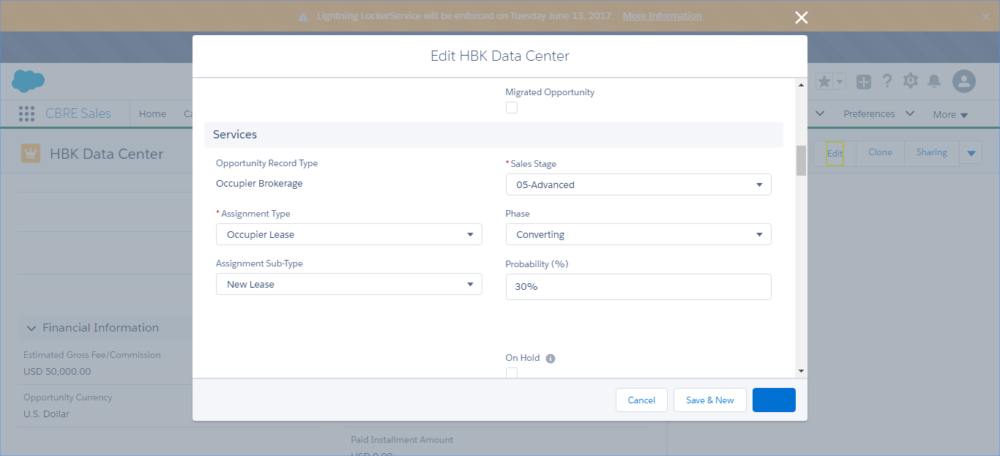 Lightning LockerService will be enforced on Tuesday June 13, 2017. More Information
Edit HBK Data Center
Migrated Opportunity
CBRE Sales
Home
Ca
Preferences
More
Services
HBK Data Center
Edit
Clone
Sharing
Opportunity Record Type
Occupier Brokerage
* Sales Stage
05-Advanced
* Assignment Type
Occupier Lease
Phase
Converting
Assignment Sub-Type
New Lease
Probability (%)
30%
Financial Information
Estimated Gross Fee/Commission
USD 50,000.00
On Hold
Opportunity Currency
U.S. Dollar
Cancel
Save & New
Paid Installment Amount
USD 0.00